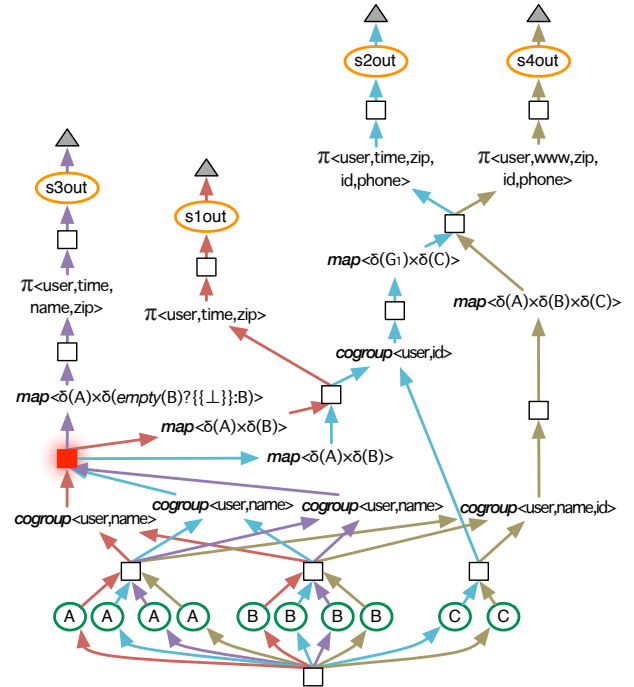 s2out
s4out
π<user,time,zip,
id,phone>
π<user,www,zip,
id,phone>
s3out
s1out
map<δ(G₁)×δ(C)>
π<user,time,
name,zip>
π<user,time,zip>
map<δ(A)×δ(B)×δ(C)>
cogroup<user,id>
map<δ(A)×δ(empty(B)?{{⊥}}:B)>
map<δ(A)×δ(B)>
map<δ(A)×δ(B)>
cogroup<user,name>
cogroup<user,name>
cogroup<user,name>
cogroup<user,name,id>
A
A
A
A
B
B
B
B
C
C